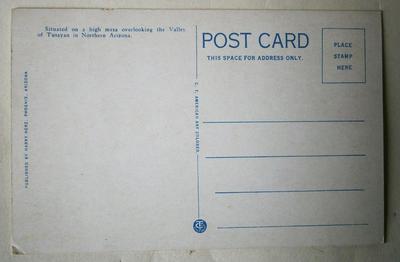 Situated on a high mesa overlooking the Valley
of Tusayan in Northern Arizona.
PUBLISHED BY HARRY HERZ, PHOENIX, ARIZONA
C. T. AMERICAN ART COLORED
POST CARD
THIS SPACE FOR ADDRESS ONLY.
PLACE
STAMP
HERE